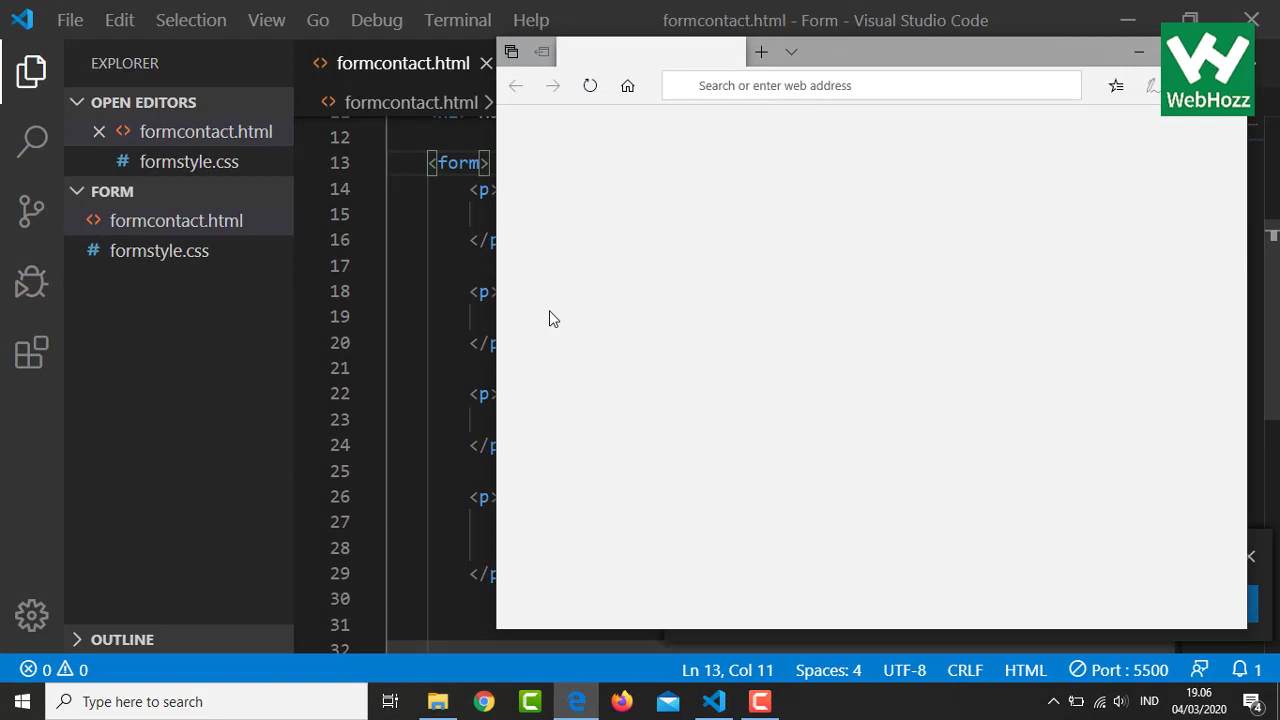 File Edit Selection View Go Debug Terminal Help
formcontact.html - Form - Visual Studio Code
WebHozz
EXPLORER
OPEN EDITORS
formcontact.html
# formstyle.css
FORM
formcontact.html
# formstyle.css
OUTLINE
formcontact.html
formcontact.html
Search or enter web address
12
13 <form>
14 <p>
15
16 </p
17
18 <p>
19
20 </p
21
22 <p>
23
24 </p
25
26 <p>
27
28
29 </p
30
31
32
0 0
Ln 13, Col 11 Spaces: 4 UTF-8 CRLF HTML Port : 5500 1
Type here to search
IND
19.06
04/03/2020
4